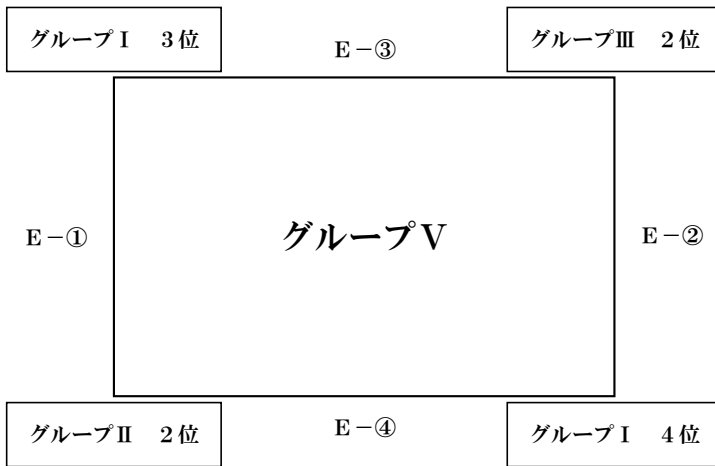 グループⅠ　3位
E－③
グループⅢ　2位
E－①
グループⅤ
E－②
グループⅡ　2位
E－④
グループⅠ　4位